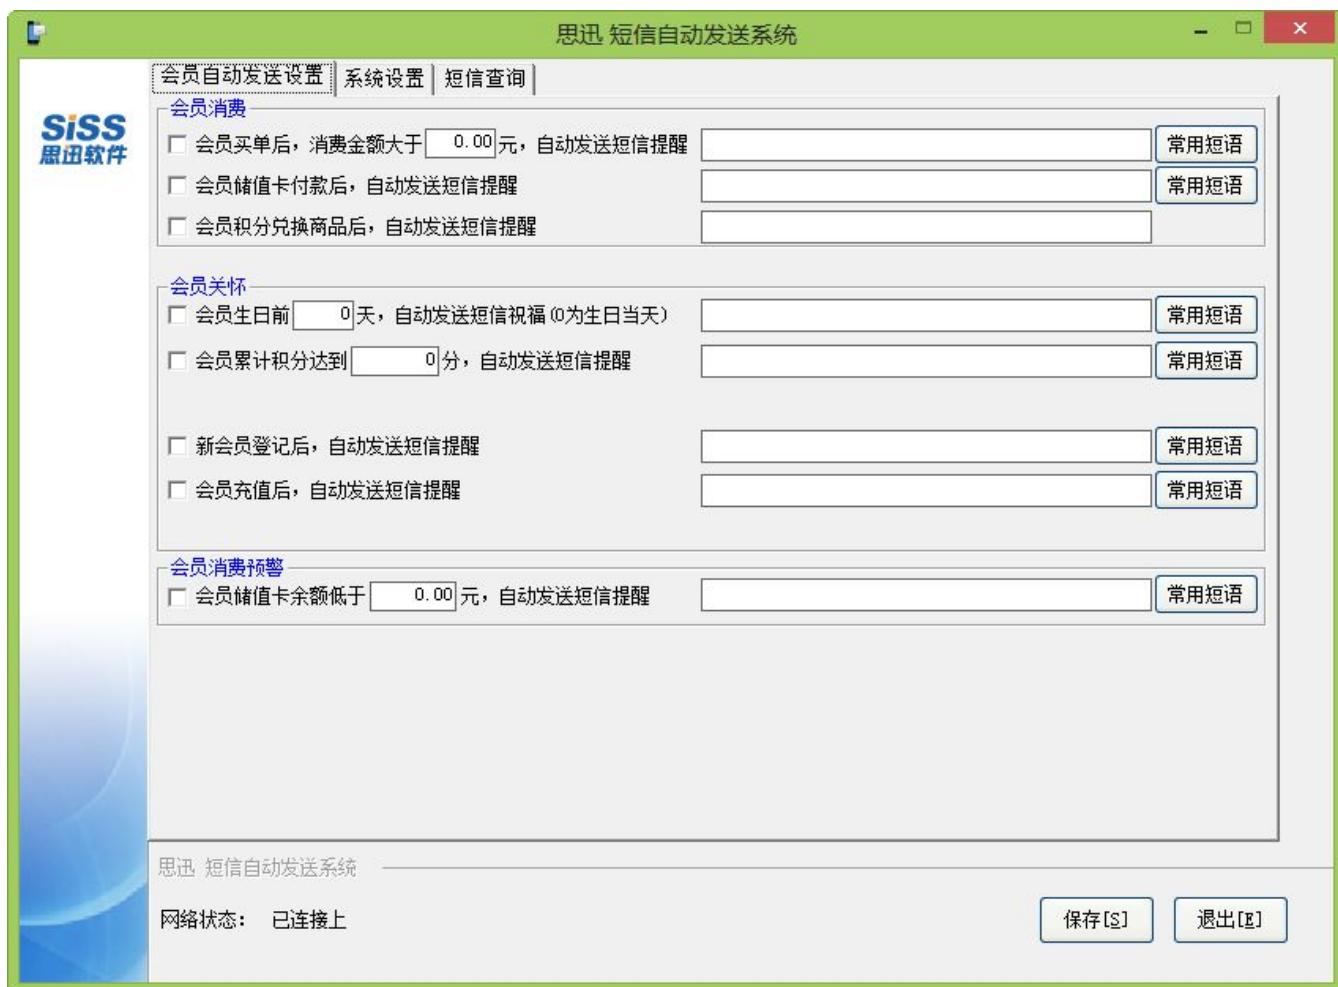 思迅 短信自动发送系统
会员自动发送设置 系统设置 短信查询
SiSS
思迅软件
会员消费
会员买单后，消费金额大于 0.00 元，自动发送短信提醒 常用短语
会员储值卡付款后，自动发送短信提醒 常用短语
会员积分兑换商品后，自动发送短信提醒
会员关怀
会员生日前 0 天，自动发送短信祝福(0为生日当天) 常用短语
会员累计积分达到 0 分，自动发送短信提醒 常用短语
新会员登记后，自动发送短信提醒 常用短语
会员充值后，自动发送短信提醒 常用短语
会员消费预警
会员储值卡余额低于 0.00 元，自动发送短信提醒 常用短语
思迅 短信自动发送系统
网络状态： 已连接上 保存[S] 退出[E]